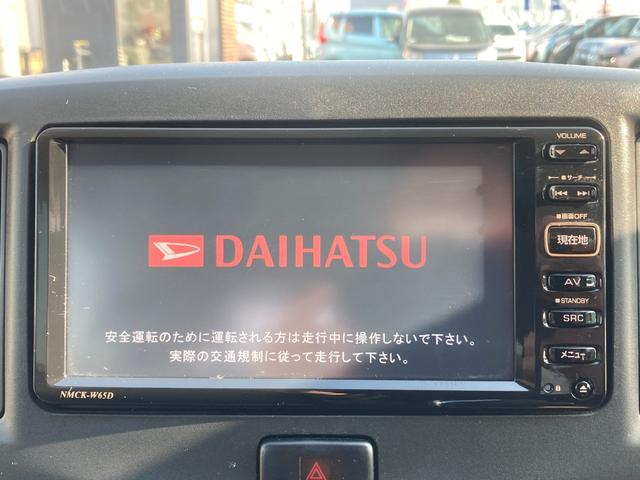 VOLUME
■サーチ
■画面OFF
現在地
AV
■STANDBY
SRC
メニュー
DAIHATSU
安全運転のために運転される方は走行中に操作しないで下さい。
実際の交通規制に従って走行して下さい。
NMCK-W65D